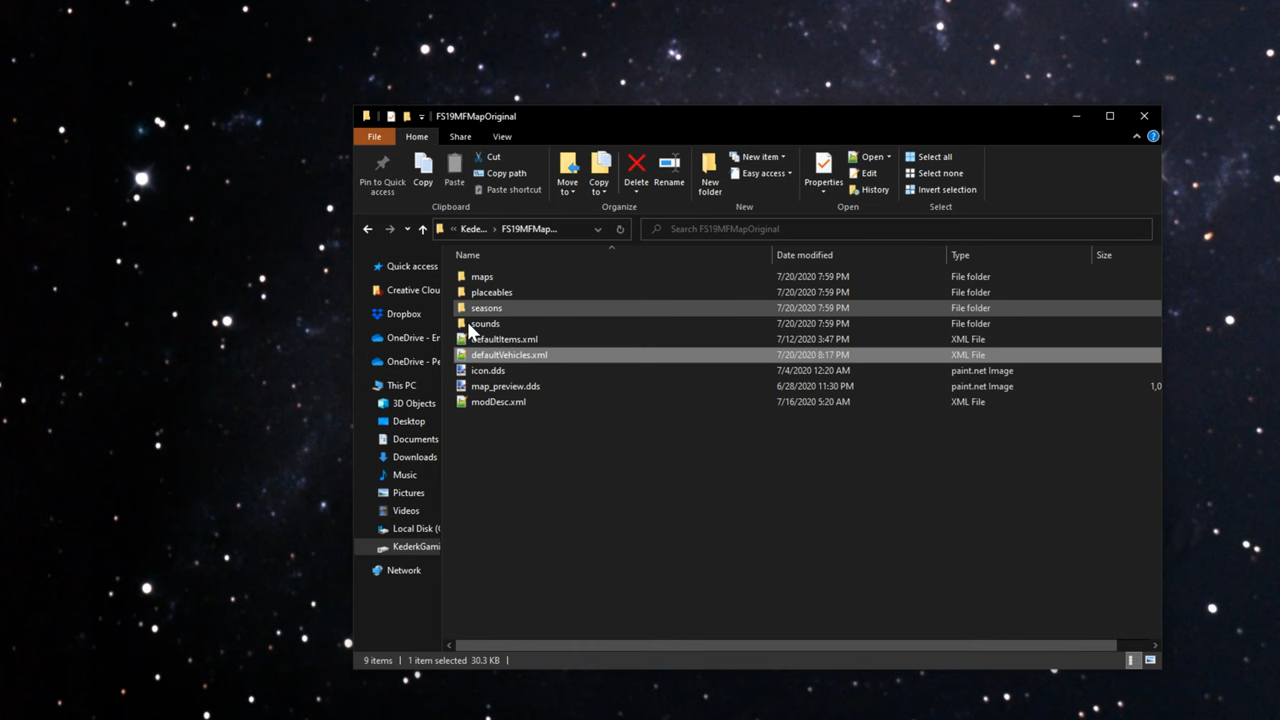 FS19MFMapOriginal
File Home Share View
Pin to Quick access
Copy
Paste
Cut
Copy path
Paste shortcut
Move to
Copy to
Delete
Rename
New folder
New item
Easy access
Properties
Open
Edit
History
Select all
Select none
Invert selection
Clipboard Organize New Open Select
Kede... FS19MFMap... Search FS19MFMapOriginal
Name Date modified Type Size
Quick access
Creative Clou
Dropbox
OneDrive - En
OneDrive - Pe
This PC
3D Objects
Desktop
Documents
Downloads
Music
Pictures
Videos
Local Disk (
KederkGami
Network
maps 7/20/2020 7:59 PM File folder
placeables 7/20/2020 7:59 PM File folder
seasons 7/20/2020 7:59 PM File folder
sounds 7/20/2020 7:59 PM File folder
defaultItems.xml 7/12/2020 3:47 PM XML File
defaultVehicles.xml 7/20/2020 8:17 PM XML File
icon.dds 7/4/2020 12:20 AM paint.net Image
map_preview.dds 6/28/2020 11:30 PM paint.net Image 1,0
modDesc.xml 7/16/2020 5:20 AM XML File
9 items 1 item selected 30.3 KB